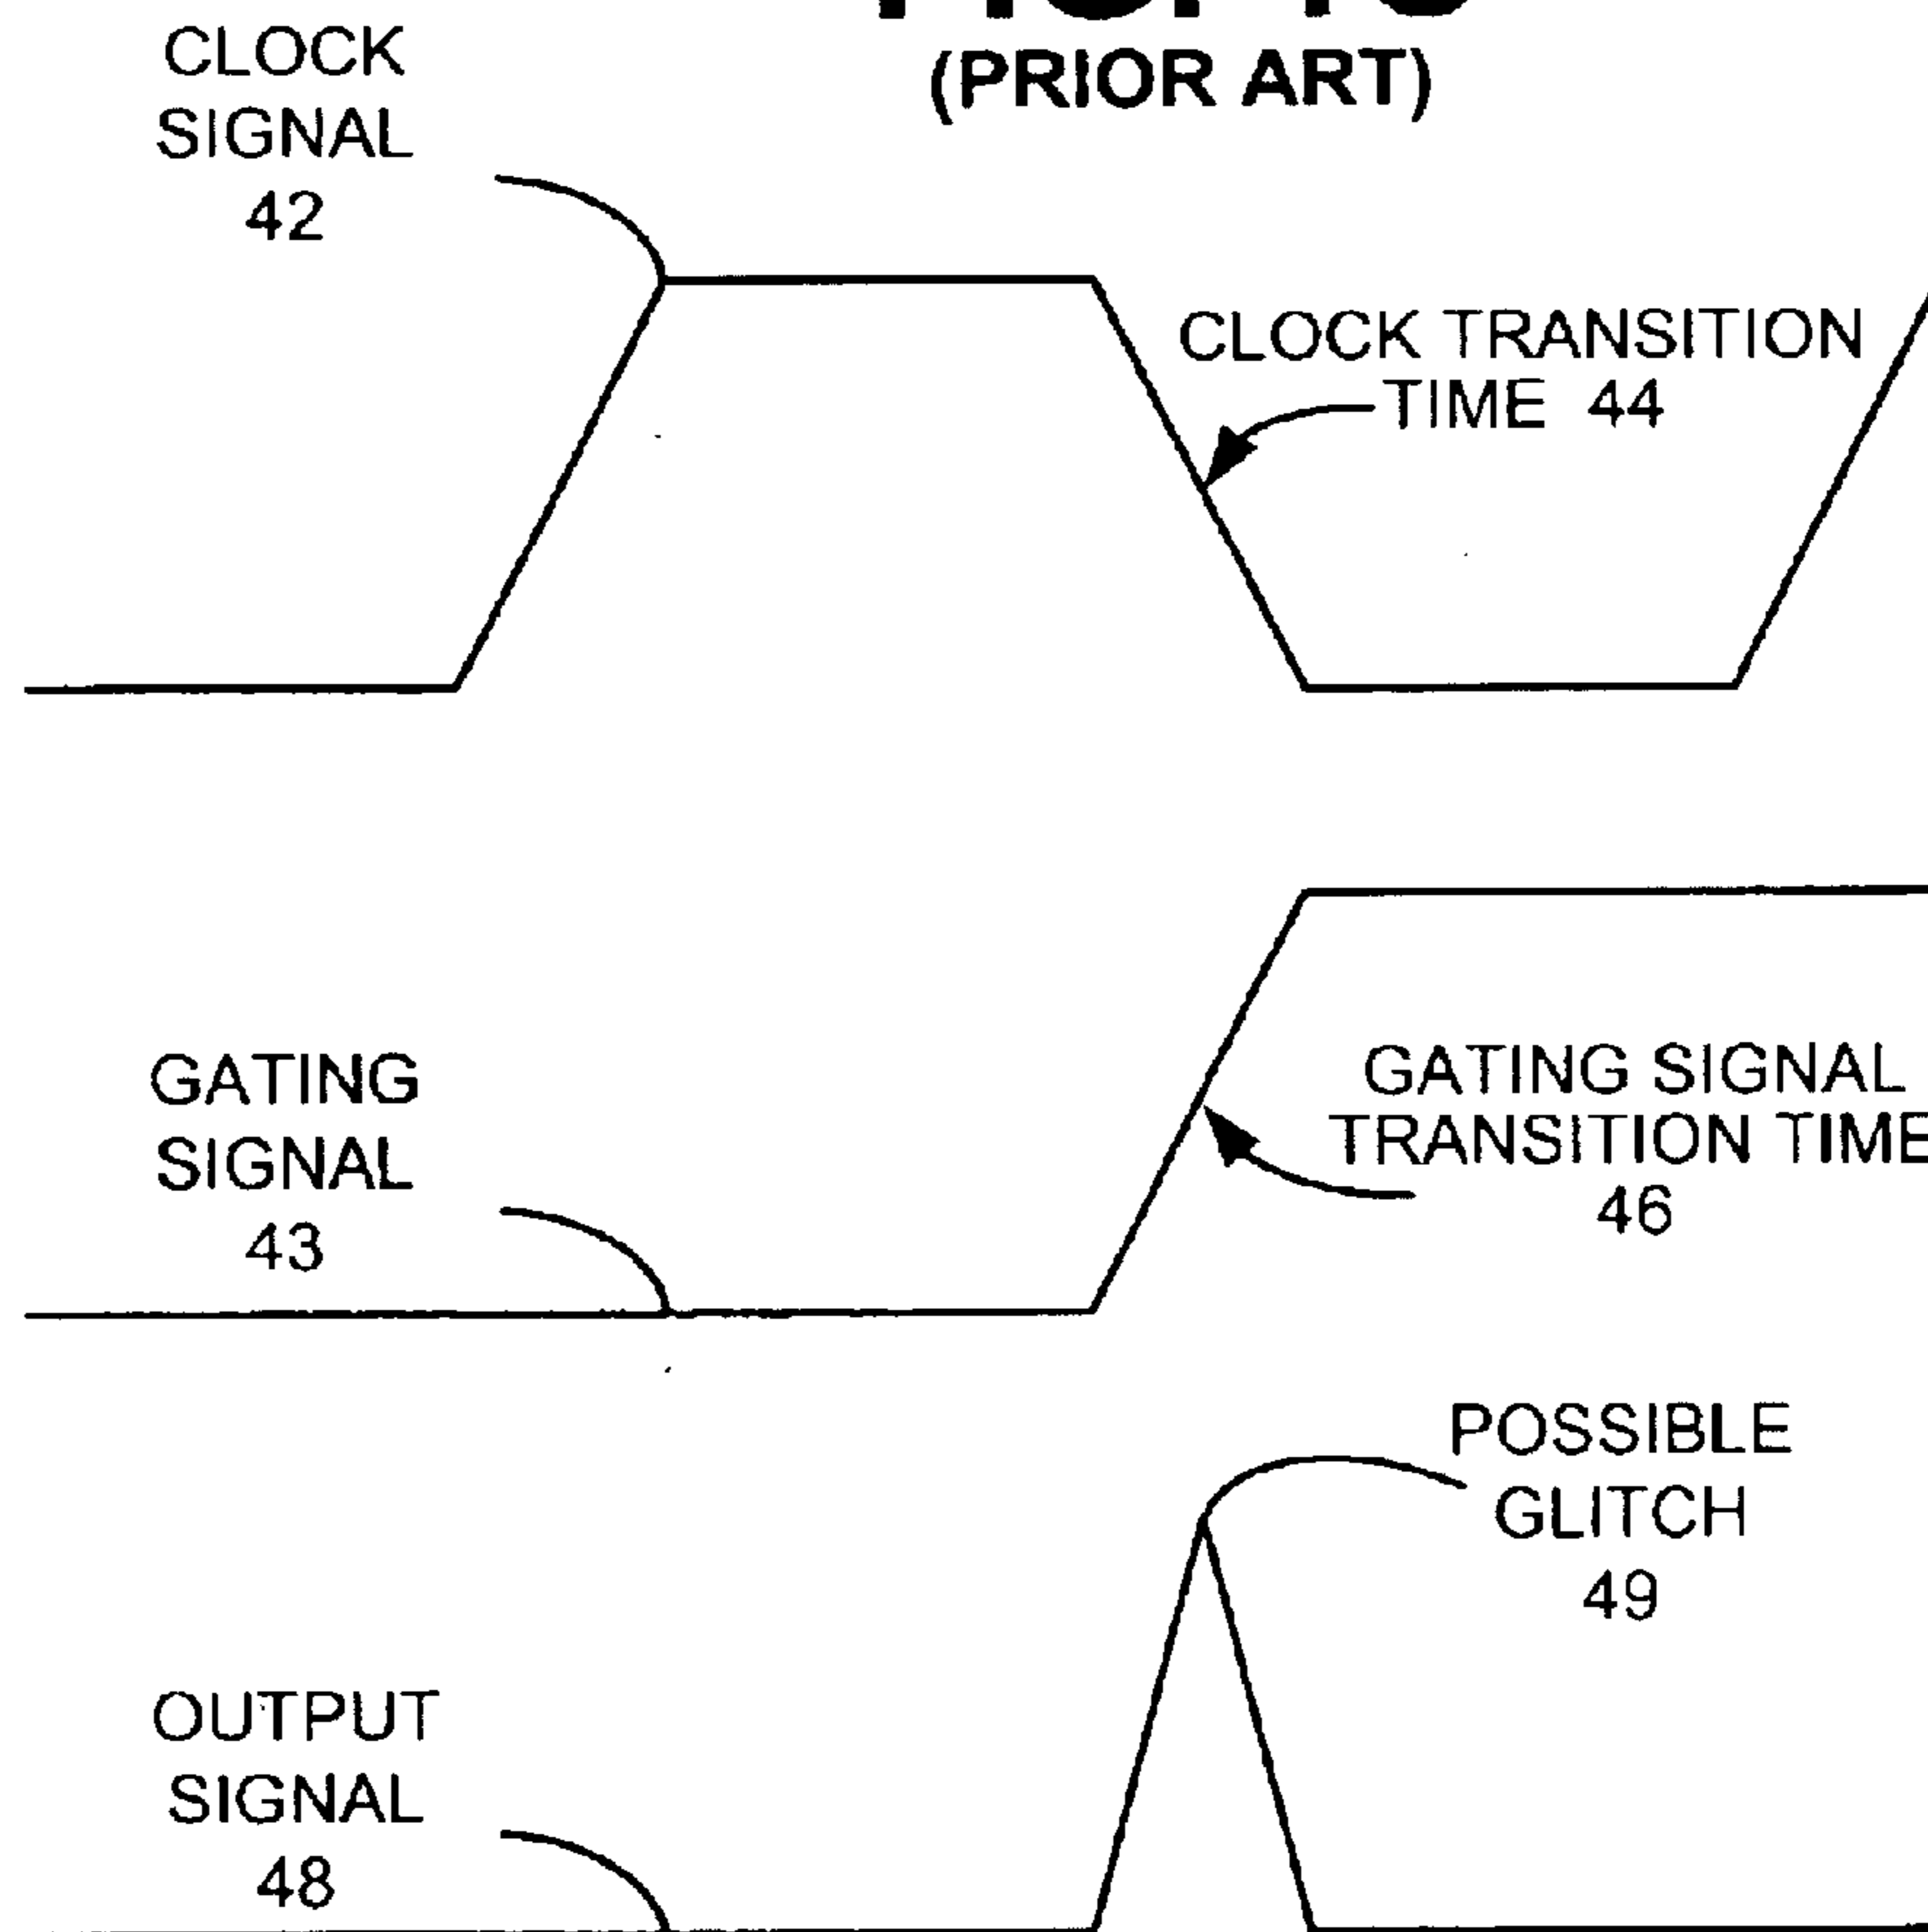 (PRIOR ART)
CLOCK
SIGNAL
42
CLOCK TRANSITION
TIME 44
GATING
SIGNAL
43
GATING SIGNAL
TRANSITION TIME
46
POSSIBLE
GLITCH
49
OUTPUT
SIGNAL
48